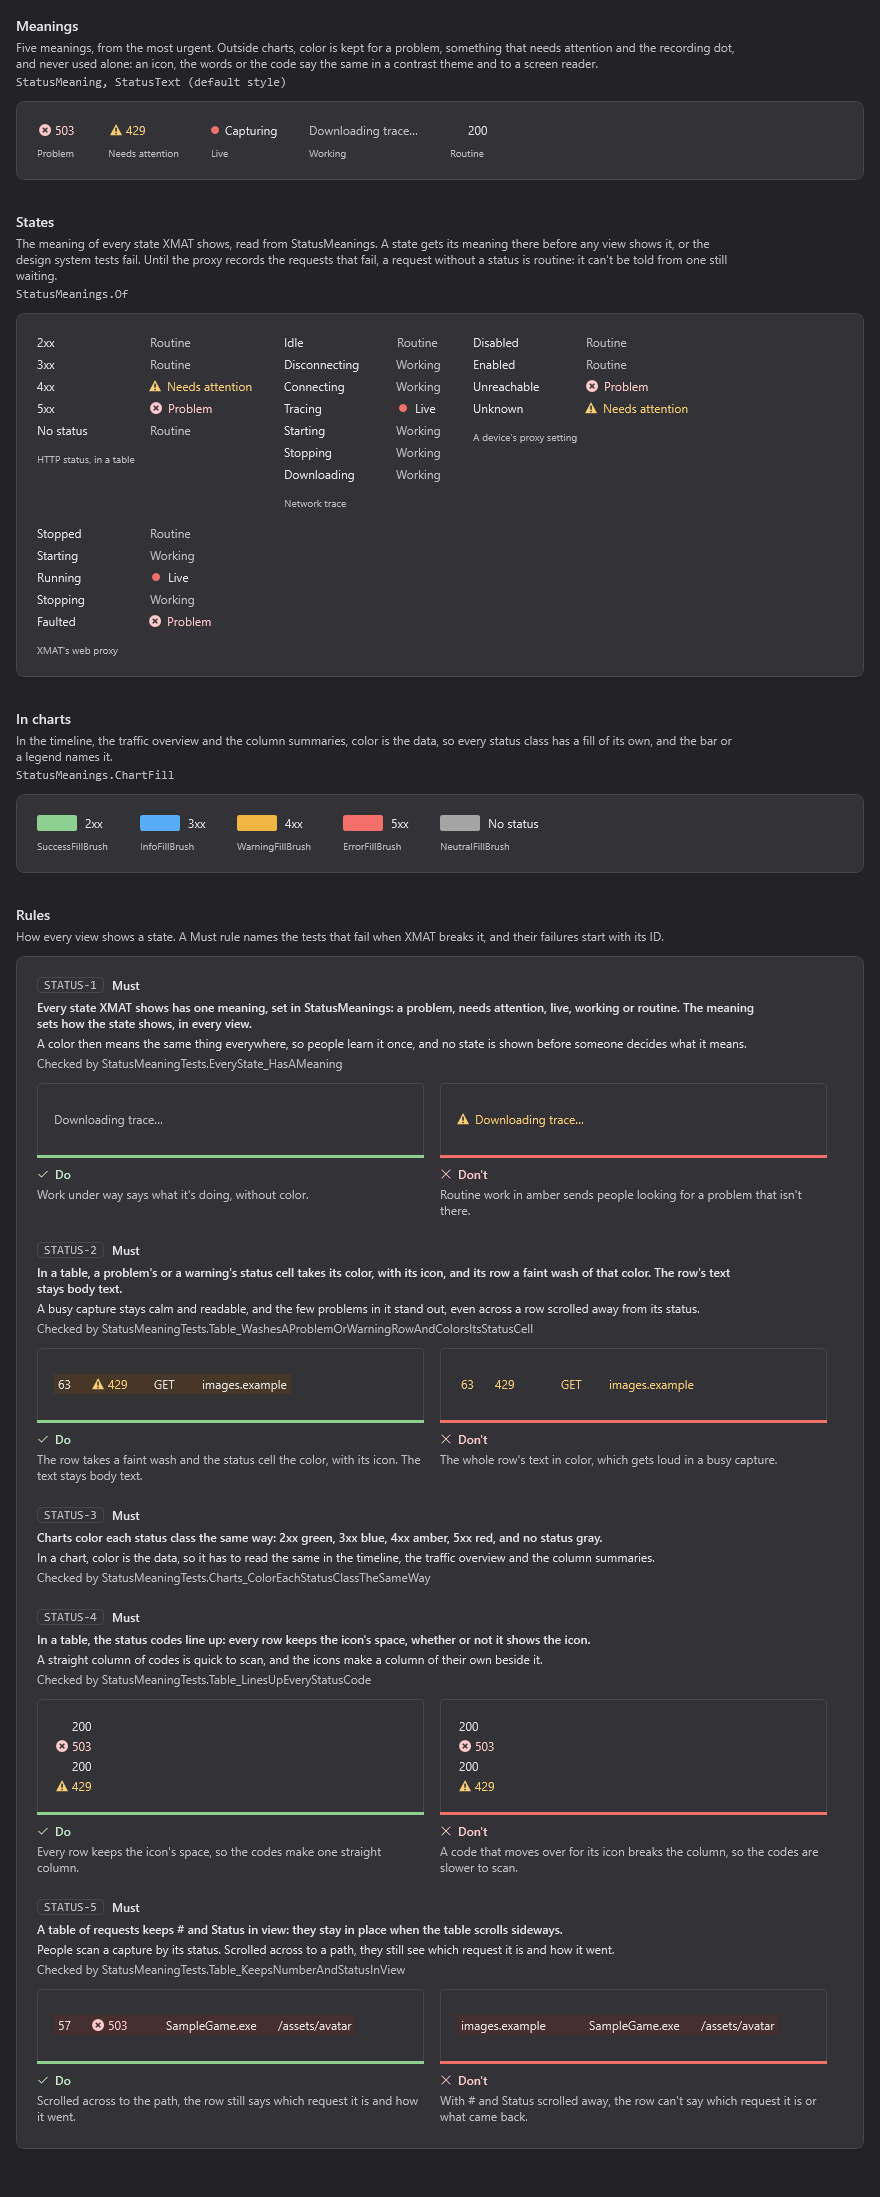 Meanings
Five meanings, from the most urgent. Outside charts, color is kept for a problem, something that needs attention and the recording dot,
and never used alone: an icon, the words or the code say the same in a contrast theme and to a screen reader.
StatusMeaning, StatusText (default style)
503 429 Capturing Downloading trace... 200
Problem Needs attention Live Working Routine
States
The meaning of every state XMAT shows, read from StatusMeanings. A state gets its meaning there before any view shows it, or the
design system tests fail. Until the proxy records the requests that fail, a request without a status is routine: it can't be told from one still
waiting.
StatusMeanings.Of
2xx Routine
3xx Routine
4xx Needs attention
5xx Problem
No status Routine
HTTP status, in a table
Idle Routine
Disconnecting Working
Connecting Working
Tracing Live
Starting Working
Stopping Working
Downloading Working
Network trace
Disabled Routine
Enabled Routine
Unreachable Problem
Unknown Needs attention
A device's proxy setting
Stopped Routine
Starting Working
Running Live
Stopping Working
Faulted Problem
XMAT's web proxy
In charts
In the timeline, the traffic overview and the column summaries, color is the data, so every status class has a fill of its own, and the bar or
a legend names it.
StatusMeanings.ChartFill
2xx 3xx 4xx 5xx No status
SuccessFillBrush InfoFillBrush WarningFillBrush ErrorFillBrush NeutralFillBrush
Rules
How every view shows a state. A Must rule names the tests that fail when XMAT breaks it, and their failures start with its ID.
STATUS-1 Must
Every state XMAT shows has one meaning, set in StatusMeanings: a problem, needs attention, live, working or routine. The meaning
sets how the state shows, in every view.
A color then means the same thing everywhere, so people learn it once, and no state is shown before someone decides what it means.
Checked by StatusMeaningTests.EveryState_HasAMeaning
Downloading trace...
Do
Work under way says what it's doing, without color.
Downloading trace...
Don't
Routine work in amber sends people looking for a problem that isn't
there.
STATUS-2 Must
In a table, a problem's or a warning's status cell takes its color, with its icon, and its row a faint wash of that color. The row's text
stays body text.
A busy capture stays calm and readable, and the few problems in it stand out, even across a row scrolled away from its status.
Checked by StatusMeaningTests.Table_WashesAProblemOrWarningRowAndColorsItsStatusCell
63 429 GET images.example
Do
The row takes a faint wash and the status cell the color, with its icon. The
text stays body text.
63 429 GET images.example
Don't
The whole row's text in color, which gets loud in a busy capture.
STATUS-3 Must
Charts color each status class the same way: 2xx green, 3xx blue, 4xx amber, 5xx red, and no status gray.
In a chart, color is the data, so it has to read the same in the timeline, the traffic overview and the column summaries.
Checked by StatusMeaningTests.Charts_ColorEachStatusClassTheSameWay
STATUS-4 Must
In a table, the status codes line up: every row keeps the icon's space, whether or not it shows the icon.
A straight column of codes is quick to scan, and the icons make a column of their own beside it.
Checked by StatusMeaningTests.Table_LinesUpEveryStatusCode
200
503
200
429
Do
Every row keeps the icon's space, so the codes make one straight
column.
200
503
200
429
Don't
A code that moves over for its icon breaks the column, so the codes are
slower to scan.
STATUS-5 Must
A table of requests keeps # and Status in view: they stay in place when the table scrolls sideways.
People scan a capture by its status. Scrolled across to a path, they still see which request it is and how it went.
Checked by StatusMeaningTests.Table_KeepsNumberAndStatusInView
57 503 SampleGame.exe /assets/avatar
Do
Scrolled across to the path, the row still says which request it is and how
it went.
images.example SampleGame.exe /assets/avatar
Don't
With # and Status scrolled away, the row can't say which request it is or
what came back.